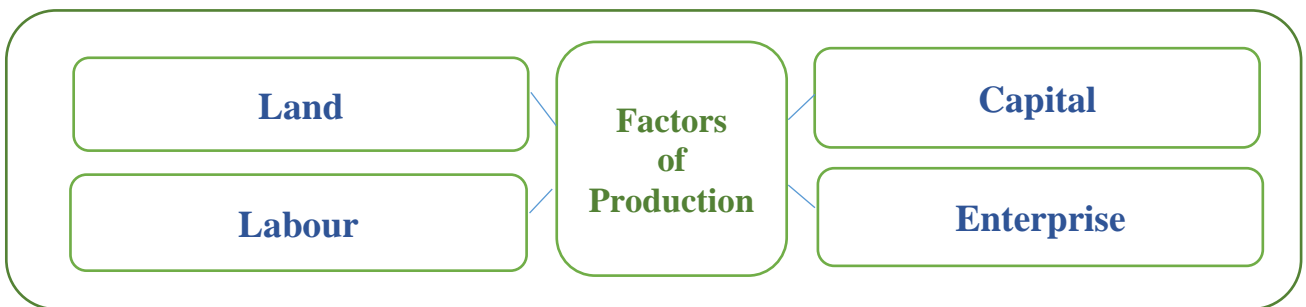 Land
Labour
Factors
of
Production
Capital
Enterprise